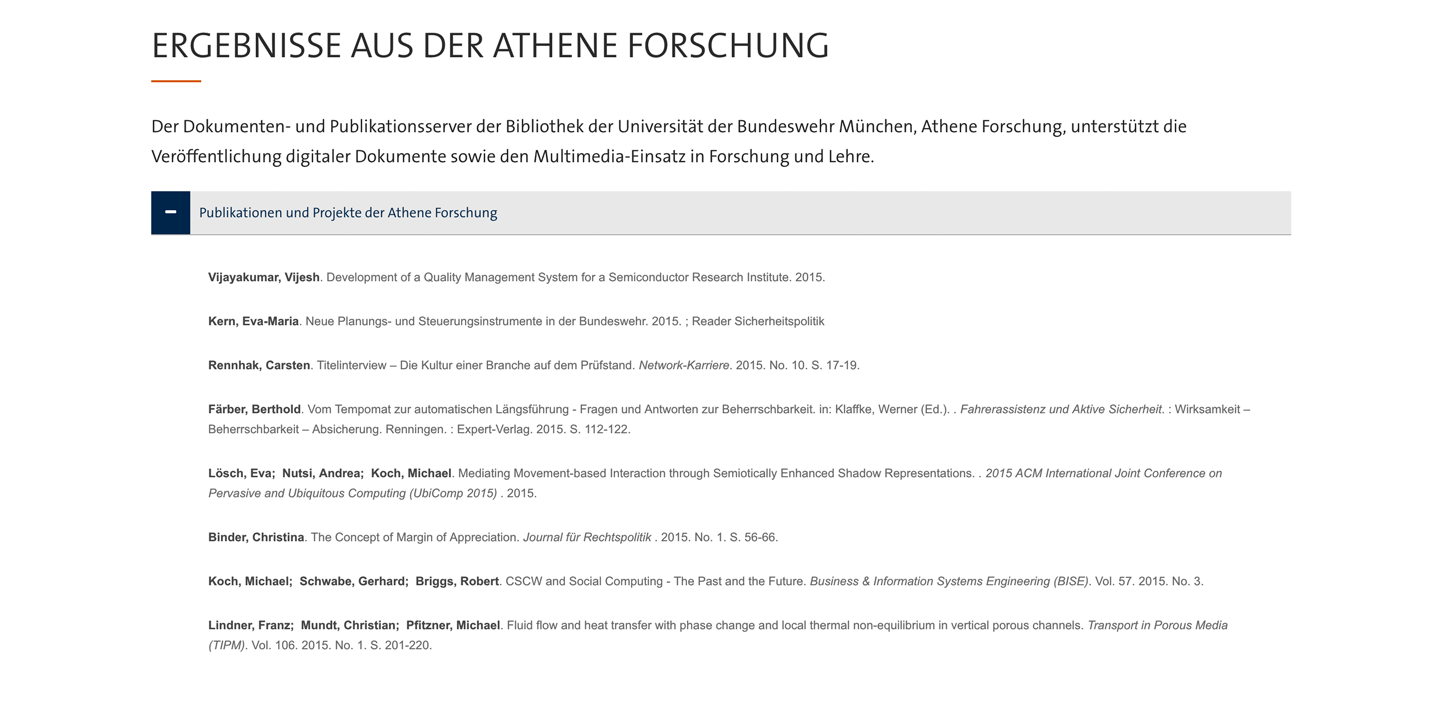 ERGEBNISSE AUS DER ATHENE FORSCHUNG
Der Dokumenten- und Publikationsserver der Bibliothek der Universität der Bundeswehr München, Athene Forschung, unterstützt die
Veröffentlichung digitaler Dokumente sowie den Multimedia-Einsatz in Forschung und Lehre.
Publikationen und Projekte der Athene Forschung
Vijayakumar, Vijesh. Development of a Quality Management System for a Semiconductor Research Institute. 2015.
Kern, Eva-Maria. Neue Planungs- und Steuerungsinstrumente in der Bundeswehr. 2015. ; Reader Sicherheitspolitik
Rennhak, Carsten. Titelinterview – Die Kultur einer Branche auf dem Prüfstand. Network-Karriere. 2015. No. 10. S. 17-19.
Färber, Berthold. Vom Tempomat zur automatischen Längsführung - Fragen und Antworten zur Beherrschbarkeit. in: Klaffke, Werner (Ed.). . Fahrerassistenz und Aktive Sicherheit. : Wirksamkeit –
Beherrschbarkeit – Absicherung. Renningen. : Expert-Verlag. 2015. S. 112-122.
Lösch, Eva; Nutsi, Andrea; Koch, Michael. Mediating Movement-based Interaction through Semiotically Enhanced Shadow Representations. . 2015 ACM International Joint Conference on
Pervasive and Ubiquitous Computing (UbiComp 2015) . 2015.
Binder, Christina. The Concept of Margin of Appreciation. Journal für Rechtspolitik . 2015. No. 1. S. 56-66.
Koch, Michael; Schwabe, Gerhard; Briggs, Robert. CSCW and Social Computing - The Past and the Future. Business & Information Systems Engineering (BISE). Vol. 57. 2015. No. 3.
Lindner, Franz; Mundt, Christian; Pfitzner, Michael. Fluid flow and heat transfer with phase change and local thermal non-equilibrium in vertical porous channels. Transport in Porous Media
(TIPM). Vol. 106. 2015. No. 1. S. 201-220.